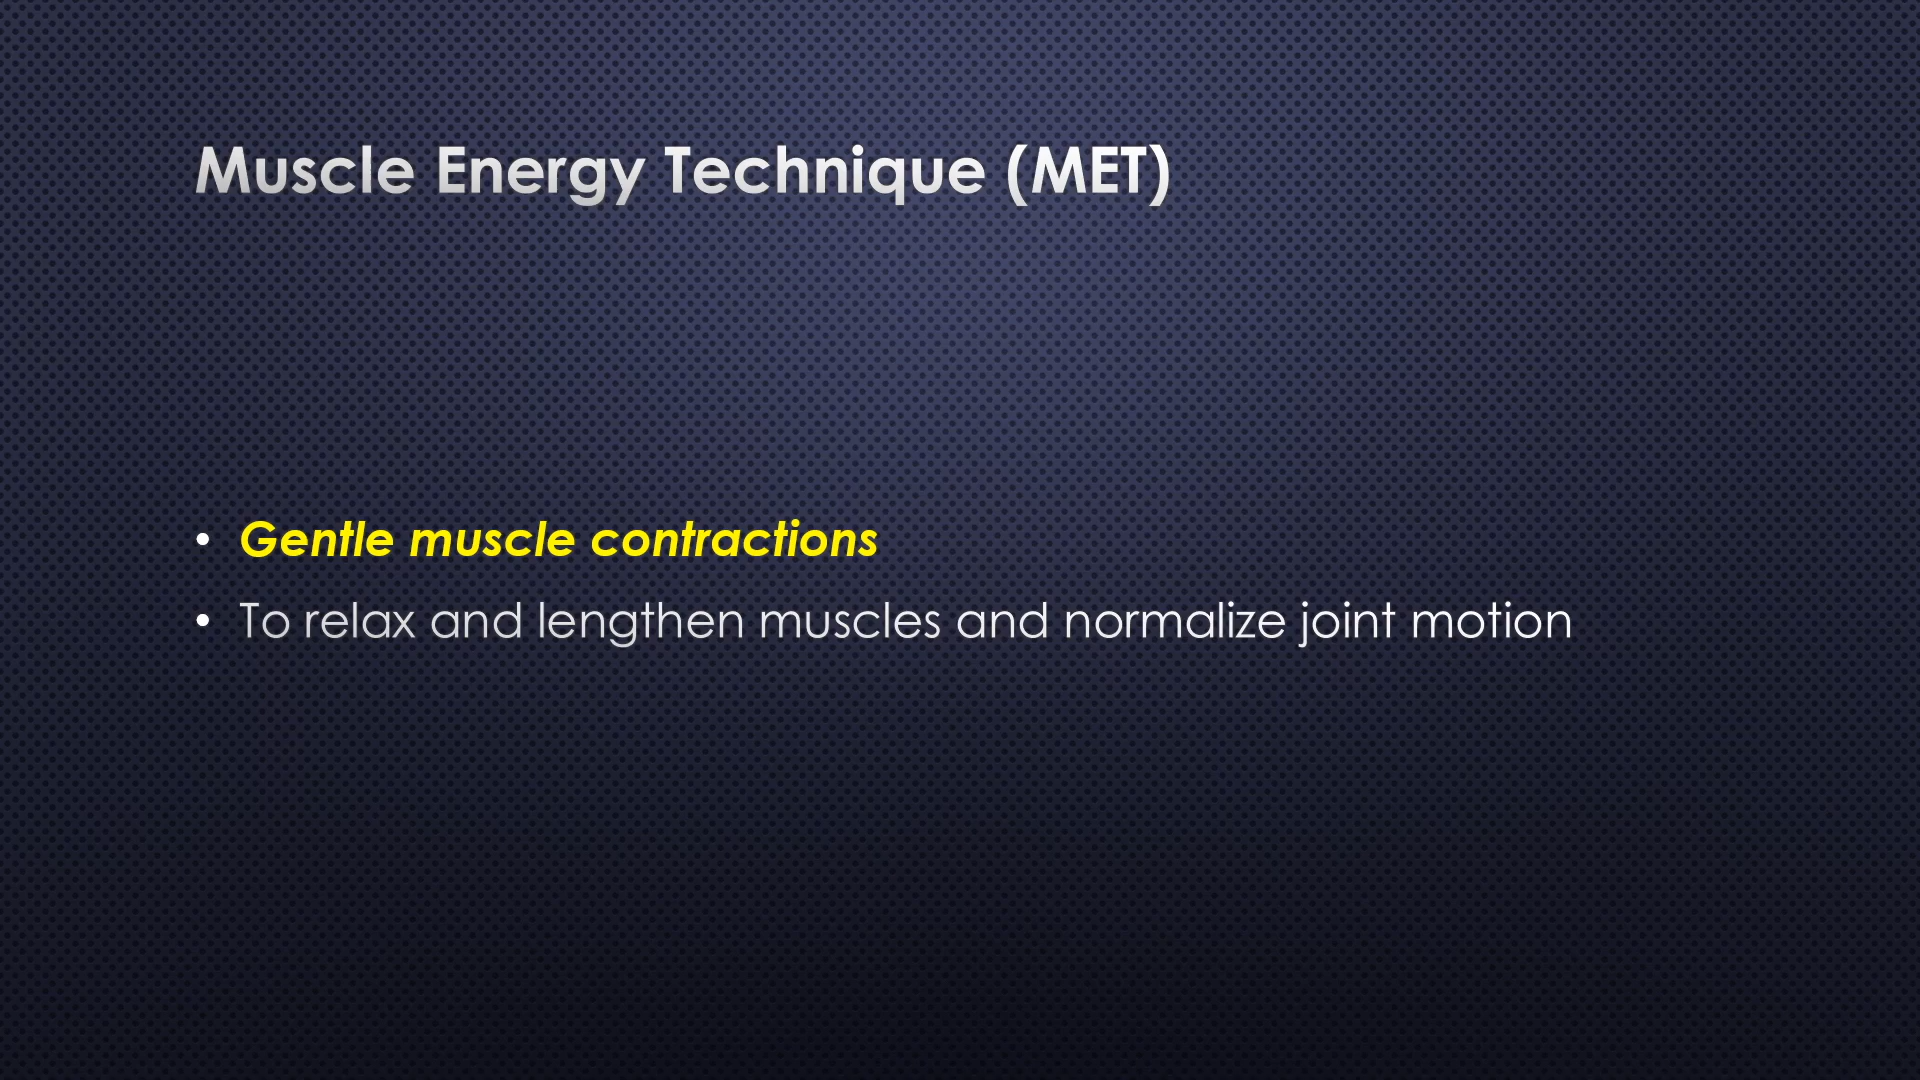 Muscle Energy Technique (MET)
• Gentle muscle contractions
• To relax and lengthen muscles and normalize joint motion